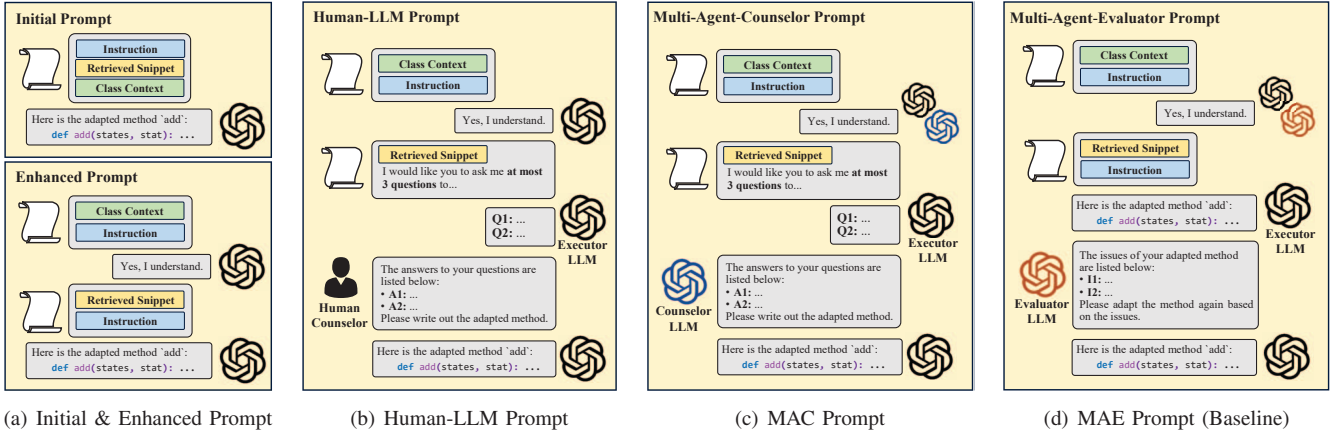 Initial Prompt
Instruction
Retrieved Snippet
Class Context
Here is the adapted method `add`:
def add(states, stat): ...
Enhanced Prompt
Class Context
Instruction
Yes, I understand.
Retrieved Snippet
Instruction
Here is the adapted method `add`:
def add(states, stat): ...
(a) Initial & Enhanced Prompt
Human-LLM Prompt
Class Context
Instruction
Yes, I understand.
Retrieved Snippet
I would like you to ask me at most
3 questions to...
Q1: ...
Q2: ...
Executor
LLM
Human
Counselor
The answers to your questions are
listed below:
• A1: ...
• A2: ...
Please write out the adapted method.
Here is the adapted method `add`:
def add(states, stat): ...
(b) Human-LLM Prompt
Multi-Agent-Counselor Prompt
Class Context
Instruction
Yes, I understand.
Retrieved Snippet
I would like you to ask me at most
3 questions to...
Q1: ...
Q2: ...
Executor
LLM
Counselor
LLM
The answers to your questions are
listed below:
• A1: ...
• A2: ...
Please write out the adapted method.
Here is the adapted method `add`:
def add(states, stat): ...
(c) MAC Prompt
Multi-Agent-Evaluator Prompt
Class Context
Instruction
Yes, I understand.
Retrieved Snippet
Instruction
Here is the adapted method `add`:
def add(states, stat): ...
Executor
LLM
Evaluator
LLM
The issues of your adapted method
are listed below:
• I1: ...
• I2: ...
Please adapt the method again based
on the issues.
Here is the adapted method `add`:
def add(states, stat): ...
(d) MAE Prompt (Baseline)